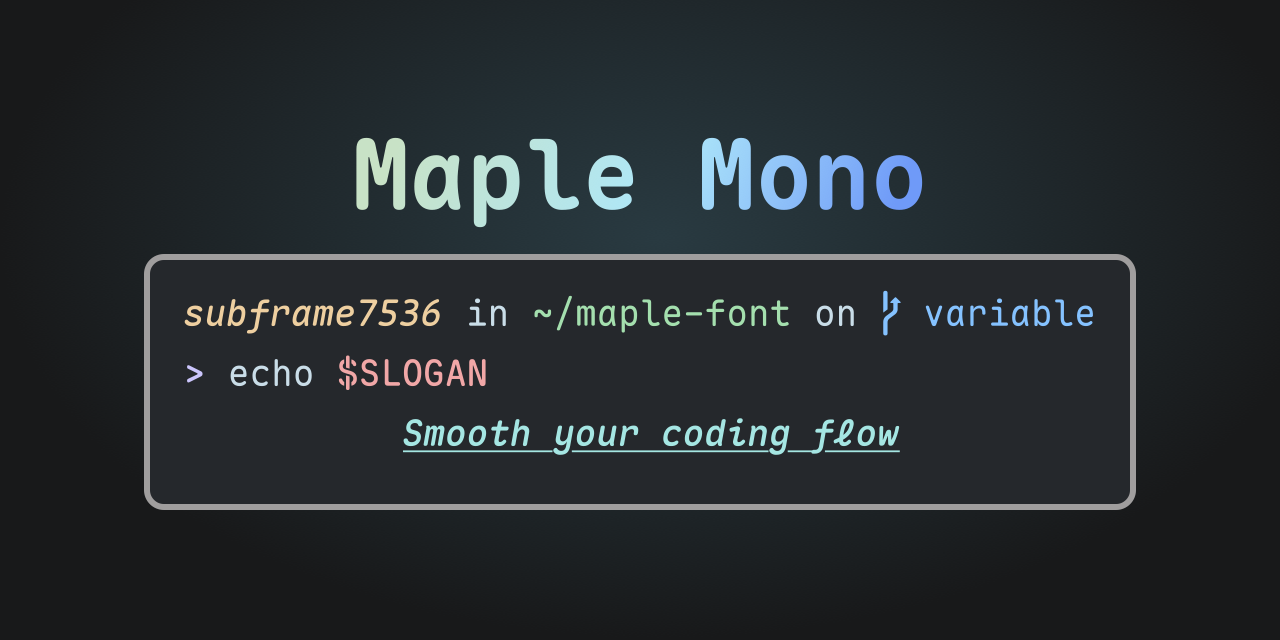 Maple Mono
subframe7536 in ~/maple-font on  variable
> echo $SLOGAN
Smooth your coding flow